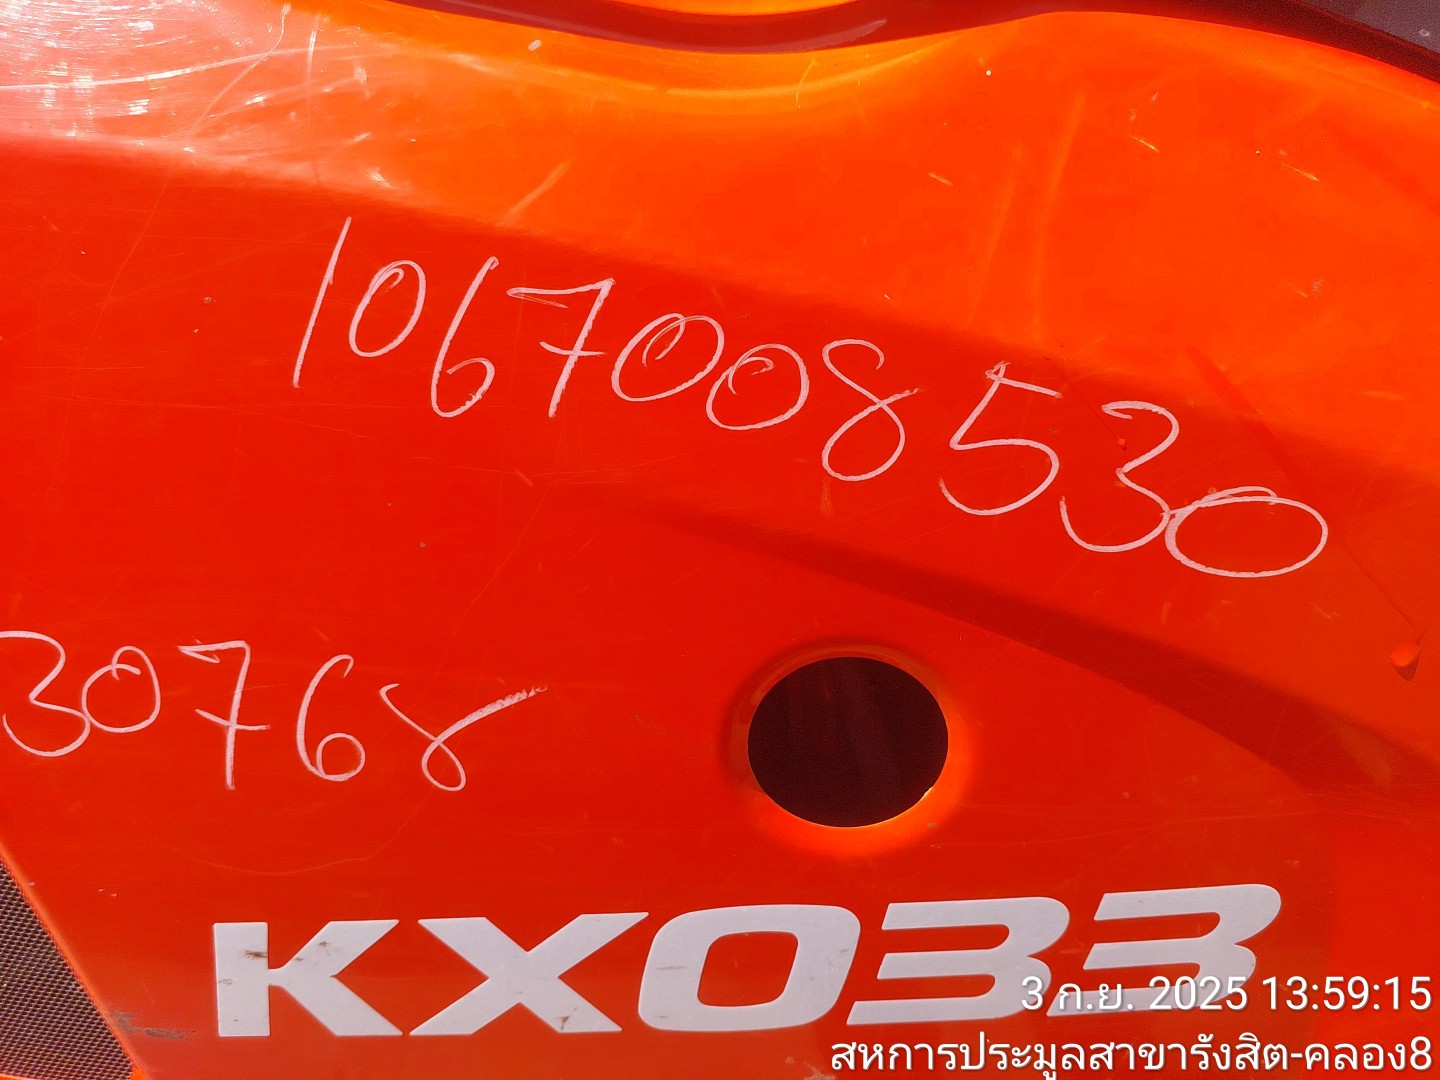 1067008530
30768
KX033
3 ก.ย. 2025 13:59:15
สหการประมูลสาขารังสิต-คลอง8